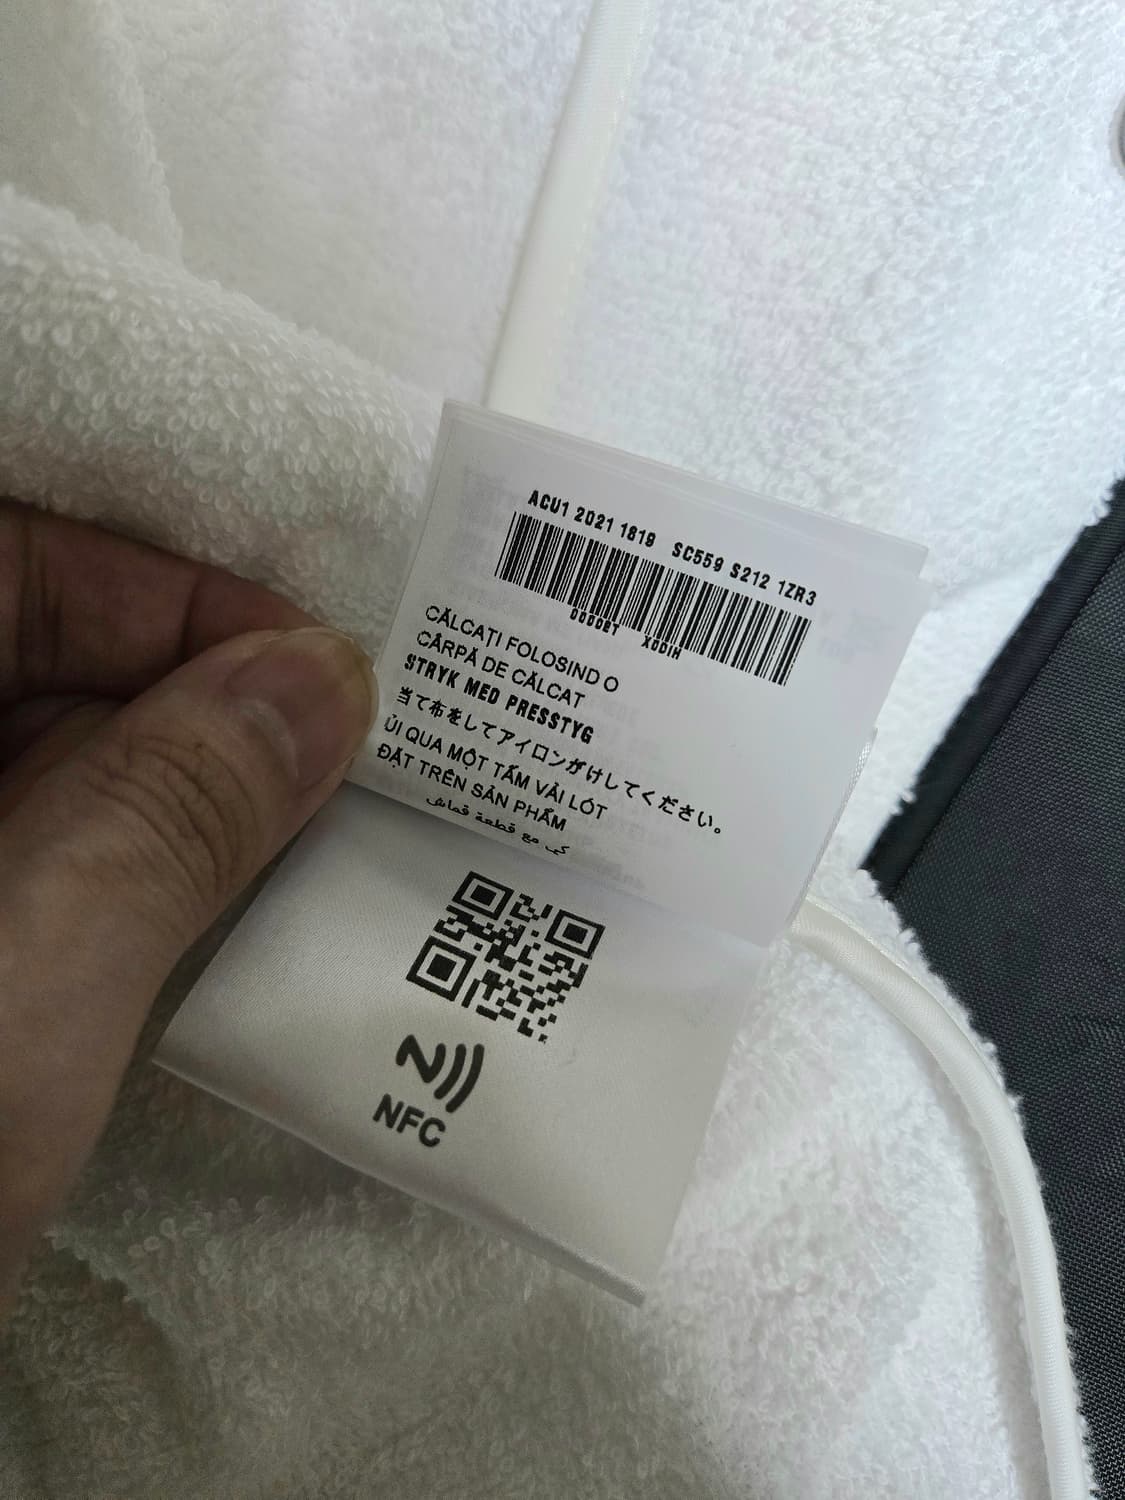 ACU1 2021 1819 SC559 S212 1ZR3
CĂLCAȚI FOLOSIND O
CÂRPĂ DE CĂLCAT
STRYK MED PRESSTYG
当て布をしてアイロンがけしてください。
ỦI QUA MỘT TẤM VẢI LÓT
ĐẶT TRÊN SẢN PHẨM
كي مع قطعة قماش
NFC